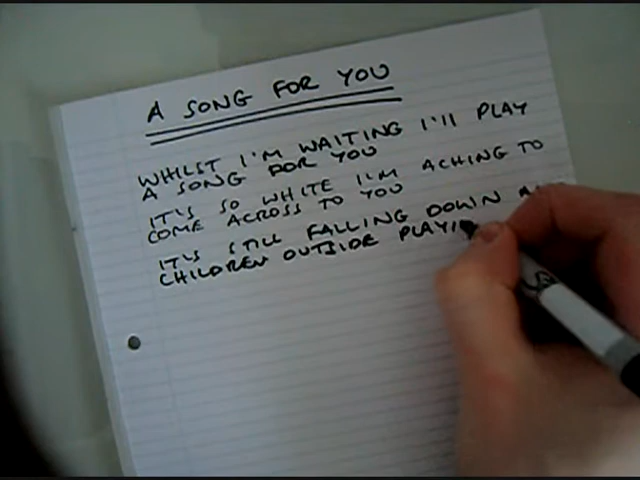 A SONG FOR YOU
WHILST I'M WAITING I'll PLAY
A SONG FOR YOU
IT'S SO WHITE I'M ACHING TO
COME ACROSS TO YOU
IT'S STILL FALLING DOWN
CHILDREN OUTSIDE PLAYI